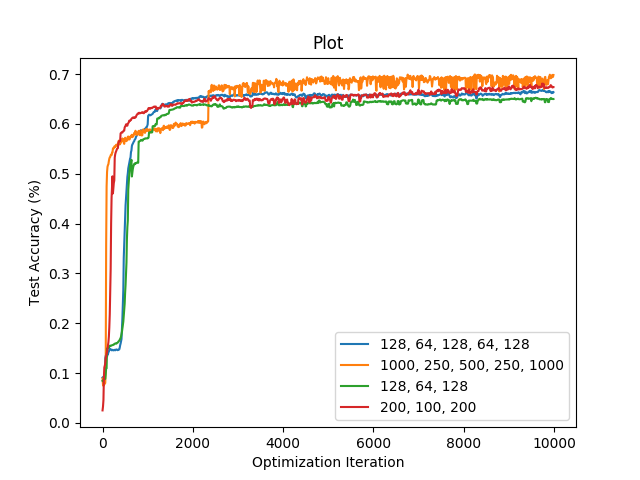 Plot
0.7
0.6
0.5
0.4
0.3
0.2
0.1
0.0
Test Accuracy (%)
128, 64, 128, 64, 128
1000, 250, 500, 250, 1000
128, 64, 128
200, 100, 200
0 2000 4000 6000 8000 10000
Optimization Iteration